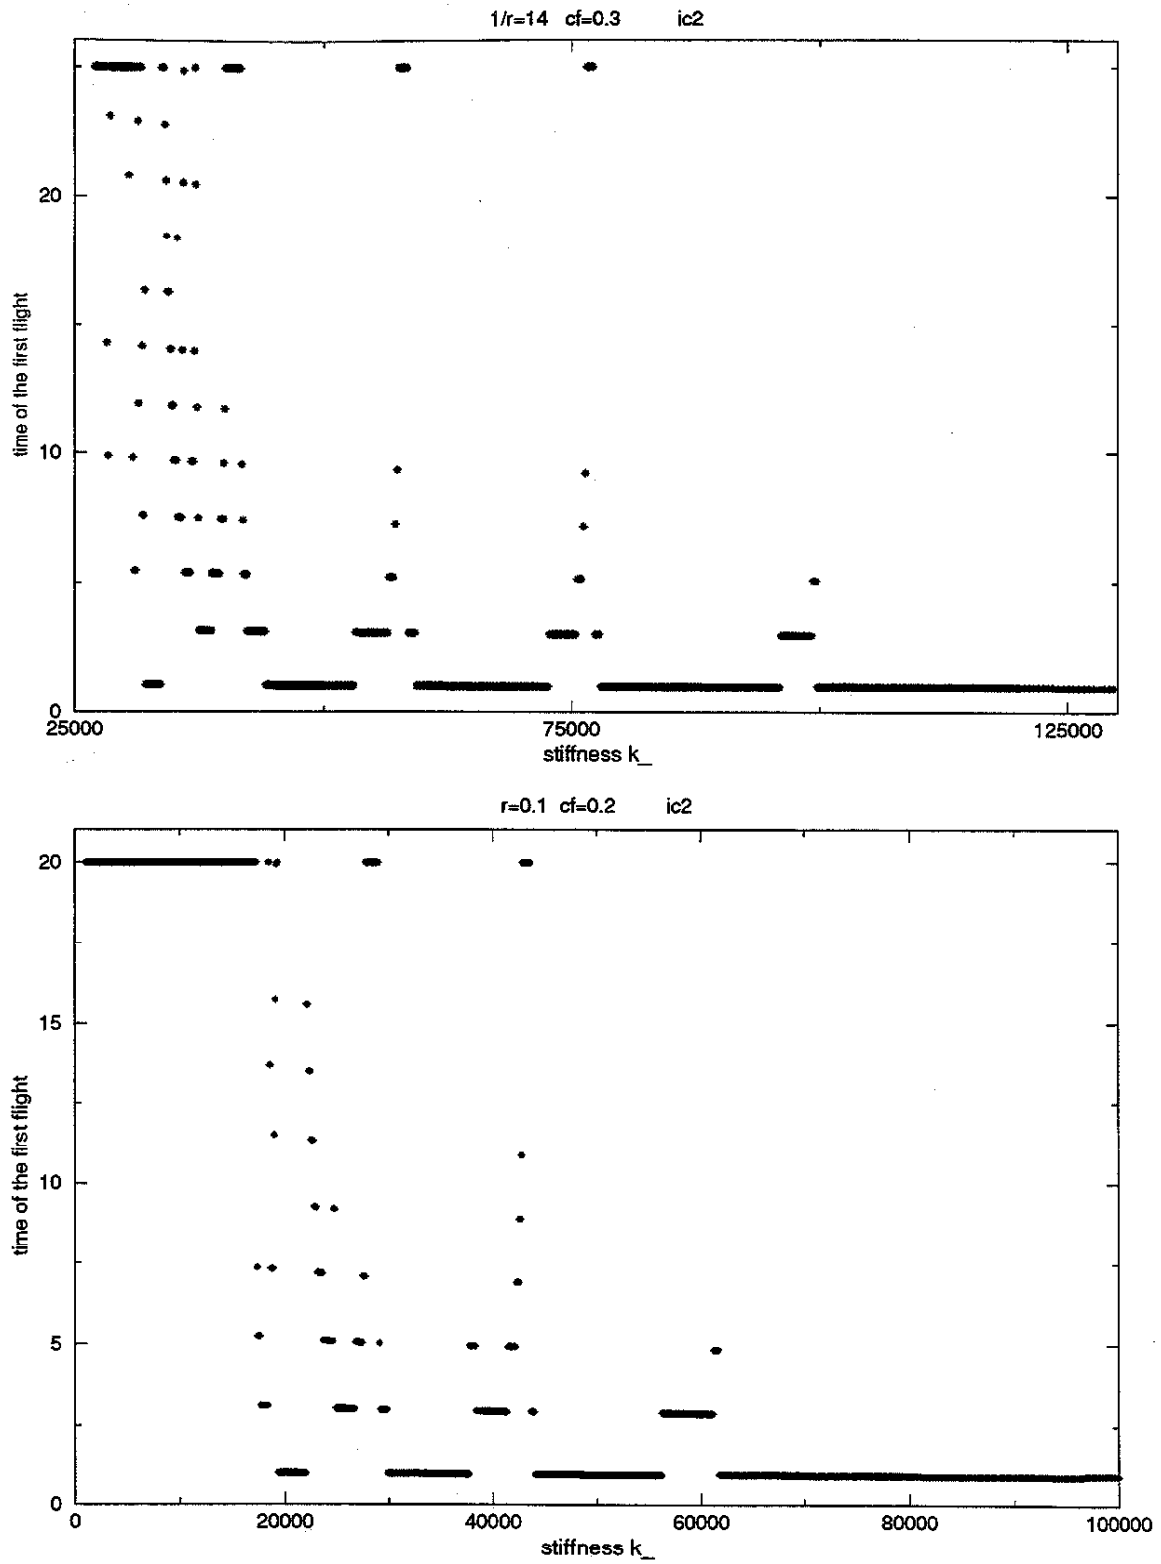 1/r=14 cf=0.3 ic2
time of the first flight
20
10
0
25000 75000 125000
stiffness k_
r=0.1 cf=0.2 ic2
time of the first flight
20
15
10
5
0
0 20000 40000 60000 80000 100000
stiffness k_